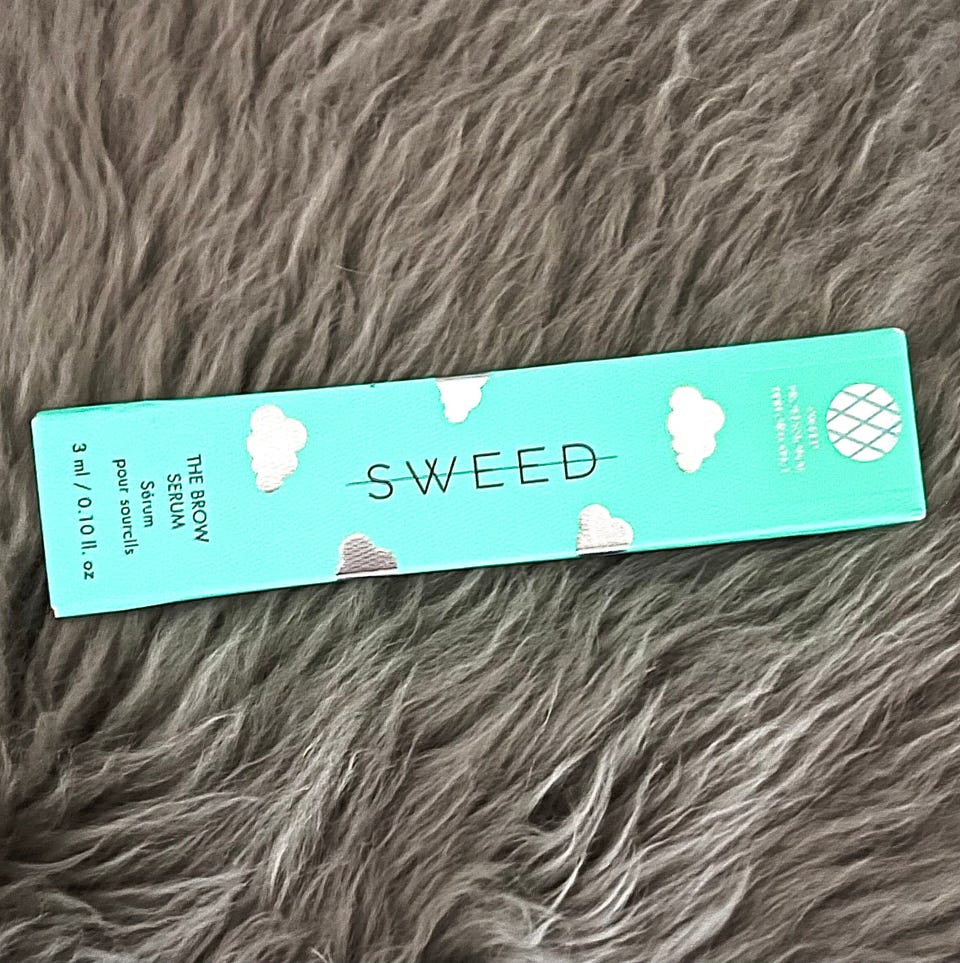 SWEED
THE BROW
SERUM
Sérum
pour sourcils
3 ml / 0.10 fl. oz